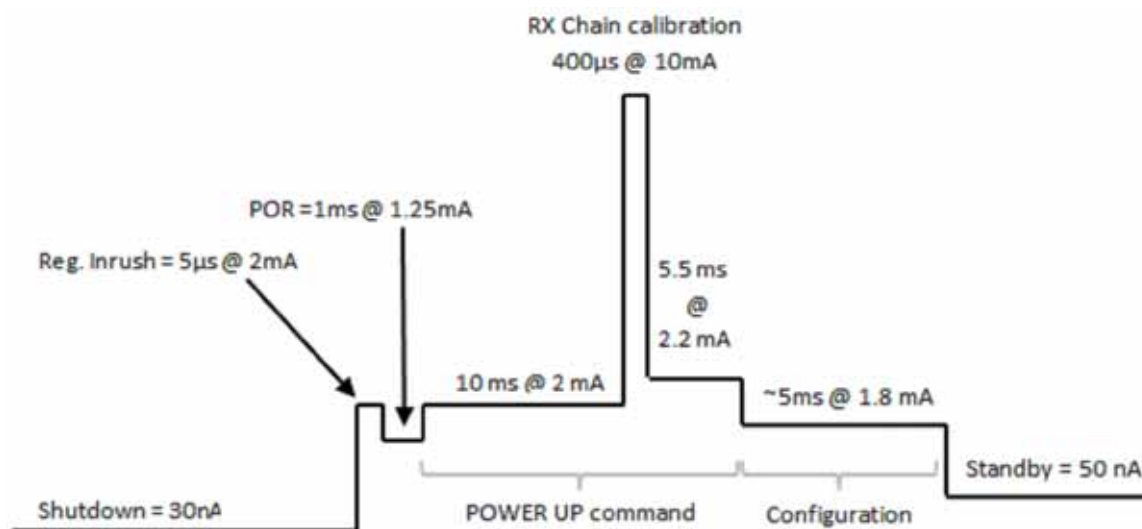 RX Chain calibration
400µs @ 10mA
POR =1ms @ 1.25mA
Reg. Inrush = 5µs @ 2mA
5.5 ms
@
2.2 mA
10 ms @ 2 mA
~5ms @ 1.8 mA
Shutdown = 30nA
Standby = 50 nA
POWER UP command
Configuration